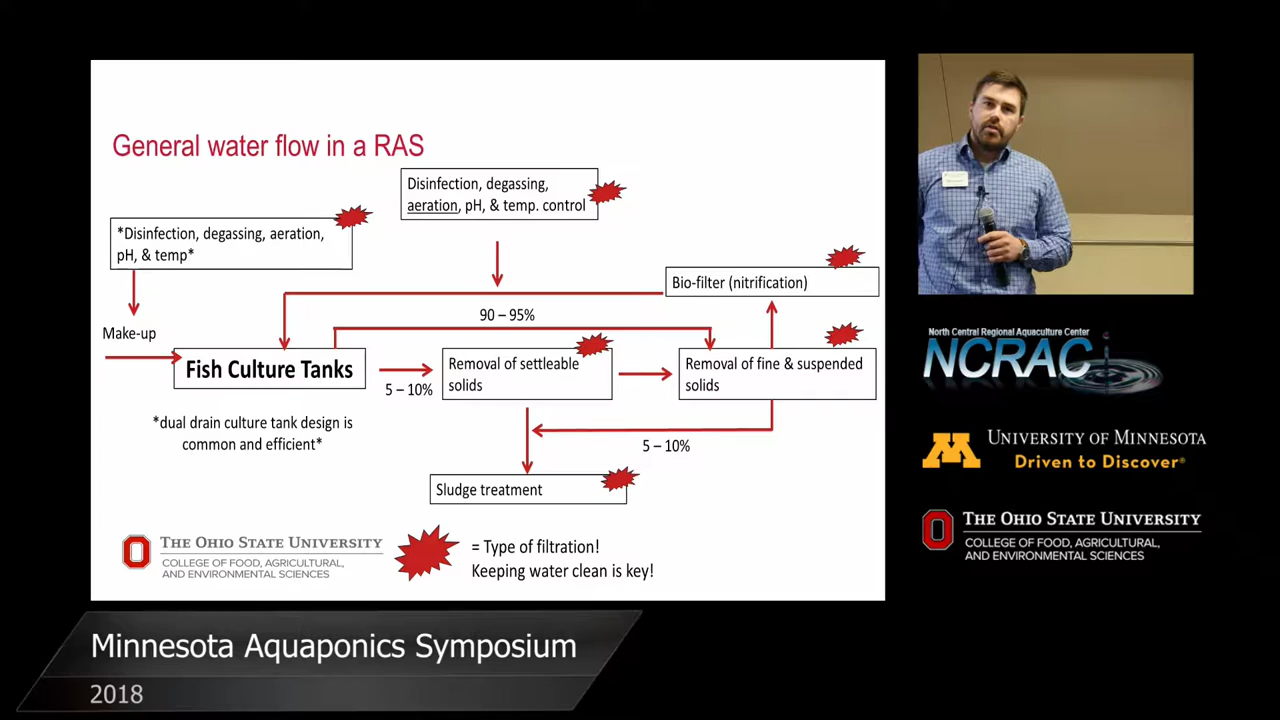 General water flow in a RAS
Disinfection, degassing,
aeration, pH, & temp. control
*Disinfection, degassing, aeration,
pH, & temp*
Bio-filter (nitrification)
90 – 95%
Make-up
Fish Culture Tanks
5 – 10%
Removal of settleable
solids
Removal of fine & suspended
solids
*dual drain culture tank design is
common and efficient*
5 – 10%
Sludge treatment
= Type of filtration!
Keeping water clean is key!
THE OHIO STATE UNIVERSITY
COLLEGE OF FOOD, AGRICULTURAL,
AND ENVIRONMENTAL SCIENCES
North Central Regional Aquaculture Center
NCRAC
M
UNIVERSITY OF MINNESOTA
Driven to Discover®
THE OHIO STATE UNIVERSITY
COLLEGE OF FOOD, AGRICULTURAL,
AND ENVIRONMENTAL SCIENCES
Minnesota Aquaponics Symposium
2018